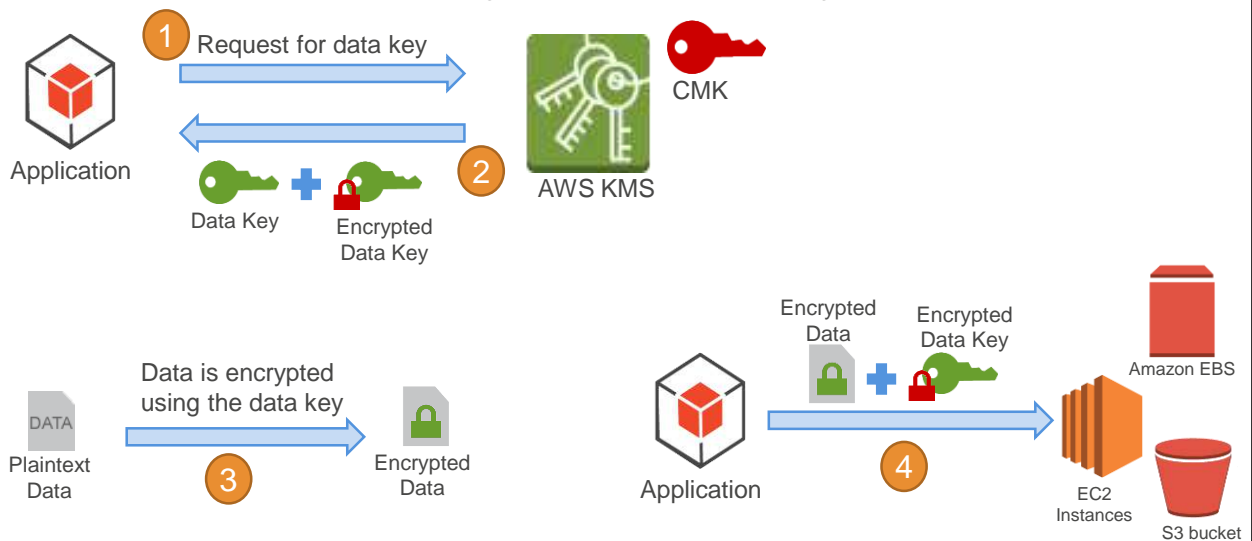 1
Request for data key
CMK
Application
2
AWS KMS
Data Key
Encrypted
Data Key
Data is encrypted
using the data key
DATA
Plaintext
Data
3
Encrypted
Data
Encrypted
Data
Encrypted
Data Key
Application
4
Amazon EBS
EC2
Instances
S3 bucket